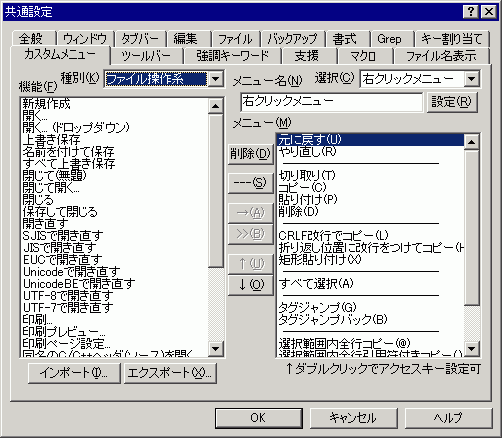 共通設定
全般 ウィンドウ タブバー 編集 ファイル バックアップ 書式 Grep キー割り当て
カスタムメニュー ツールバー 強調キーワード 支援 マクロ ファイル名表示
種別(K) ファイル操作系
機能(F)
新規作成
開く...
開く...(ドロップダウン)
上書き保存
名前を付けて保存
すべて上書き保存
閉じて(無題)
閉じて開く...
閉じる
保存して閉じる
開き直す
SJISで開き直す
JISで開き直す
EUCで開き直す
Unicodeで開き直す
UnicodeBEで開き直す
UTF-8で開き直す
UTF-7で開き直す
印刷...
印刷プレビュー...
印刷ページ設定...
同名のC/C++ヘッダ(ソース)を開く
インポート(I)...
エクスポート(X)...
メニュー名(N) 選択(C) 右クリックメニュー
右クリックメニュー 設定(R)
メニュー(M)
削除(D)
---(S)
→(A)
>>(B)
↑(U)
↓(O)
元に戻す(U)
やり直し(R)
切り取り(T)
コピー(C)
貼り付け(P)
削除(D)
CRLF改行でコピー(L)
折り返し位置に改行をつけてコピー(H
矩形貼り付け(X)
すべて選択(A)
タグジャンプ(G)
タグジャンプバック(B)
選択範囲内全行コピー(@)
選択範囲内全行引用符付きコピー(
↑ダブルクリックでアクセスキー設定可
OK キャンセル ヘルプ